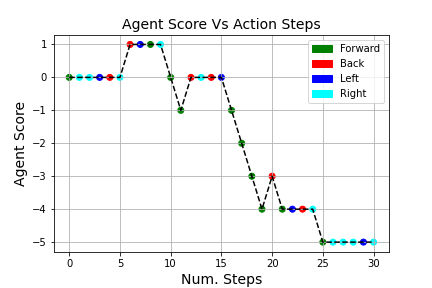 Agent Score Vs Action Steps
Agent Score
1
0
−1
−2
−3
−4
−5
Forward
Back
Left
Right
0 5 10 15 20 25 30
Num. Steps